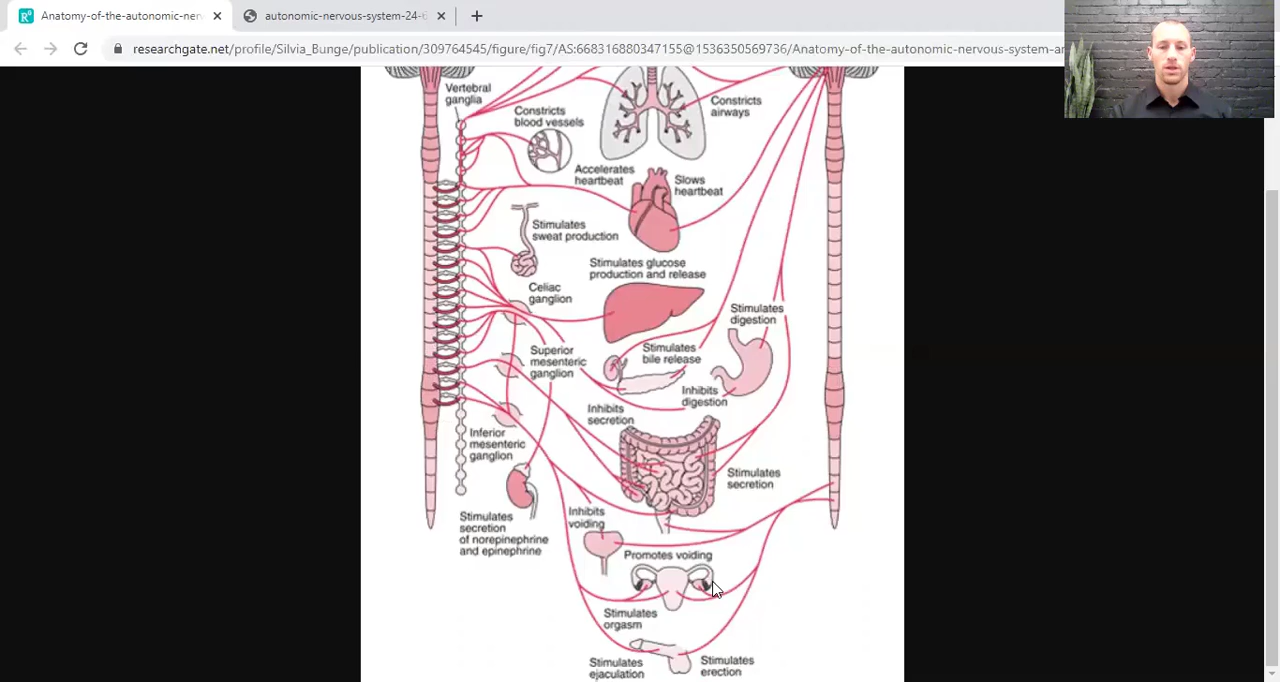 Anatomy-of-the-autonomic-ner
autonomic-nervous-system-24-6
researchgate.net/profile/Silvia_Bunge/publication/309764545/figure/fig7/AS:668316880347155@1536350569736/Anatomy-of-the-autonomic-nervous-system-ar
Vertebral
ganglia
Constricts
blood vessels
Constricts
airways
Accelerates
heartbeat
Slows
heartbeat
Stimulates
sweat production
Stimulates glucose
production and release
Celiac
ganglion
Stimulates
digestion
Superior
mesenteric
ganglion
Stimulates
bile release
Inhibits
digestion
Inhibits
secretion
Inferior
mesenteric
ganglion
Stimulates
secretion
Stimulates
secretion
of norepinephrine
and epinephrine
Inhibits
voiding
Promotes voiding
Stimulates
orgasm
Stimulates
ejaculation
Stimulates
erection